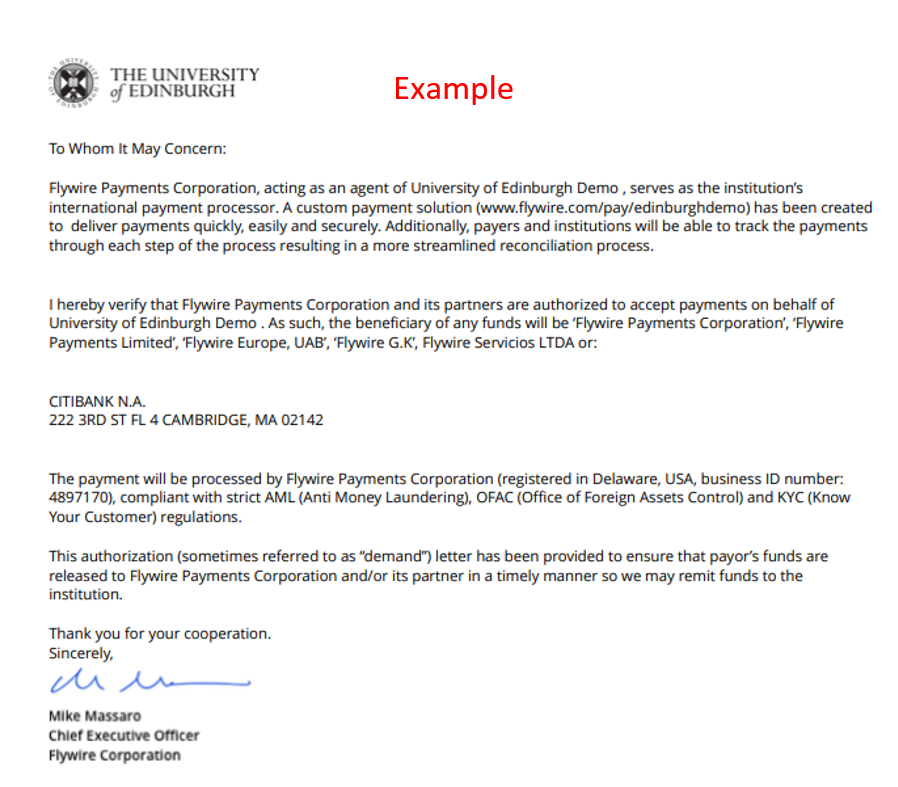 THE UNIVERSITY
of EDINBURGH
Example
To Whom It May Concern:
Flywire Payments Corporation, acting as an agent of University of Edinburgh Demo , serves as the institution’s
international payment processor. A custom payment solution (www.flywire.com/pay/edinburghdemo) has been created
to  deliver payments quickly, easily and securely. Additionally, payers and institutions will be able to track the payments
through each step of the process resulting in a more streamlined reconciliation process.
I hereby verify that Flywire Payments Corporation and its partners are authorized to accept payments on behalf of
University of Edinburgh Demo . As such, the beneficiary of any funds will be ‘Flywire Payments Corporation’, ‘Flywire
Payments Limited’, ‘Flywire Europe, UAB’, ‘Flywire G.K’, Flywire Servicios LTDA or:
CITIBANK N.A.
222 3RD ST FL 4 CAMBRIDGE, MA 02142
The payment will be processed by Flywire Payments Corporation (registered in Delaware, USA, business ID number:
4897170), compliant with strict AML (Anti Money Laundering), OFAC (Office of Foreign Assets Control) and KYC (Know
Your Customer) regulations.
This authorization (sometimes referred to as “demand”) letter has been provided to ensure that payor’s funds are
released to Flywire Payments Corporation and/or its partner in a timely manner so we may remit funds to the
institution.
Thank you for your cooperation.
Sincerely,
Mike Massaro
Chief Executive Officer
Flywire Corporation